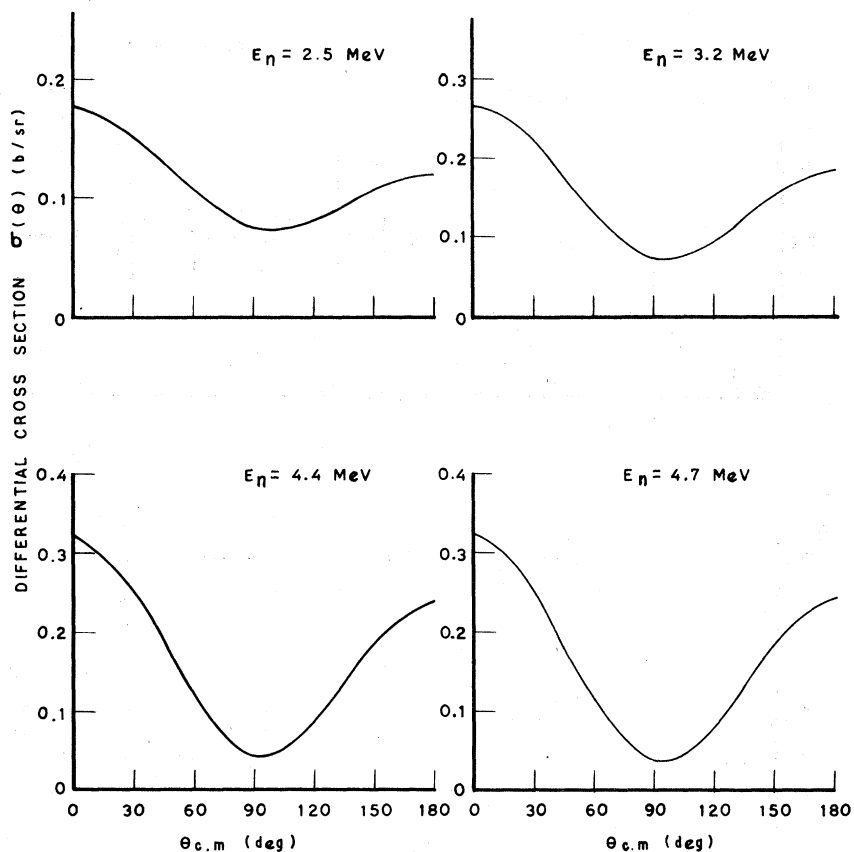 En = 2.5 MeV
En = 3.2 MeV
0.2
0.1
0
0.3
0.2
0.1
0
DIFFERENTIAL CROSS SECTION σ(θ) (b/sr)
En = 4.4 MeV
En = 4.7 MeV
0.4
0.3
0.2
0.1
0
0.4
0.3
0.2
0.1
0
0 30 60 90 120 150 180
0 30 60 90 120 150 180
θc.m (deg)
θc.m (deg)